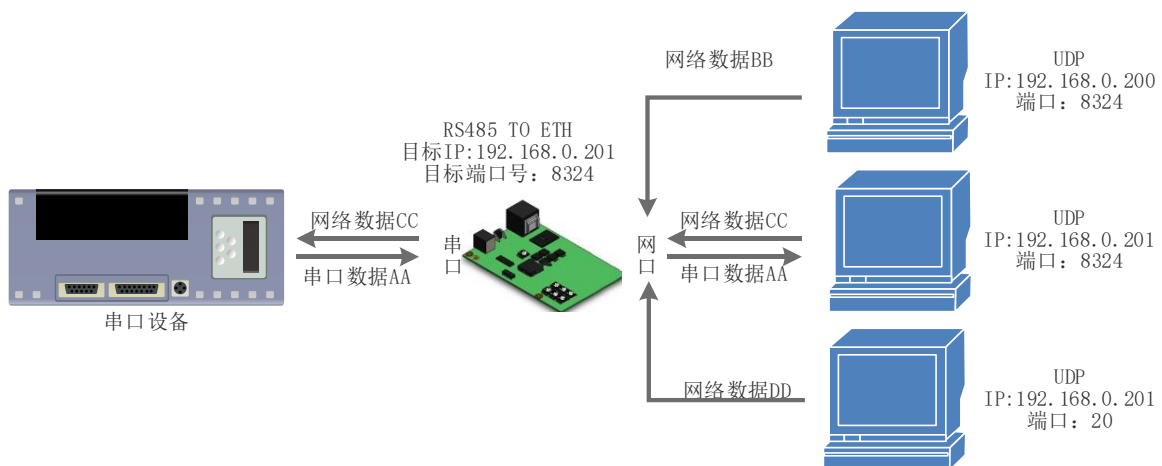 网络数据BB
UDP
IP:192.168.0.200
端口：8324
RS485 TO ETH
目标IP:192.168.0.201
目标端口号：8324
网络数据CC
串口数据AA
串口设备
串口
网口
网络数据CC
串口数据AA
UDP
IP:192.168.0.201
端口：8324
网络数据DD
UDP
IP:192.168.0.201
端口：20